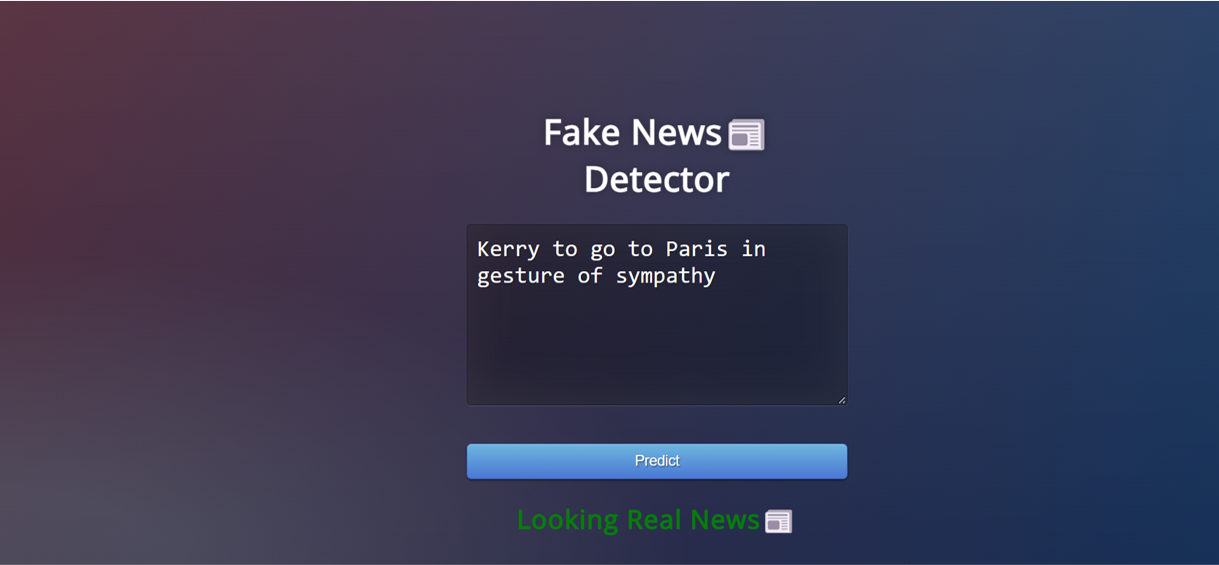 Fake News
Detector
Kerry to go to Paris in
gesture of sympathy
Predict
Looking Real News